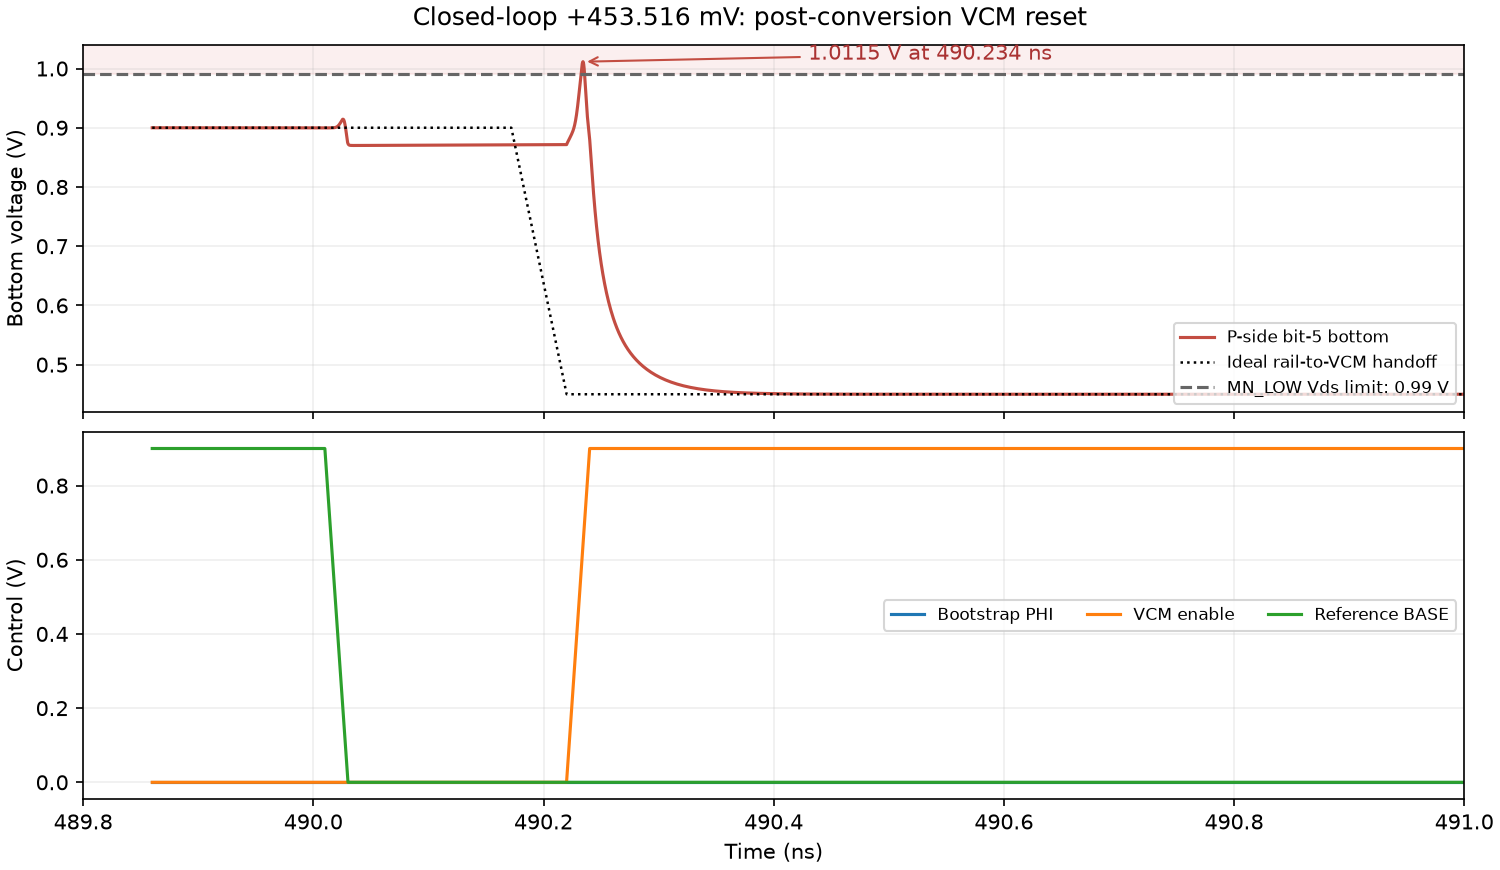 Closed-loop +453.516 mV: post-conversion VCM reset
1.0115 V at 490.234 ns
Bottom voltage (V)
1.0
0.9
0.8
0.7
0.6
0.5
P-side bit-5 bottom
Ideal rail-to-VCM handoff
MN_LOW Vds limit: 0.99 V
Control (V)
0.8
0.6
0.4
0.2
0.0
Bootstrap PHI VCM enable Reference BASE
489.8 490.0 490.2 490.4 490.6 490.8 491.0
Time (ns)